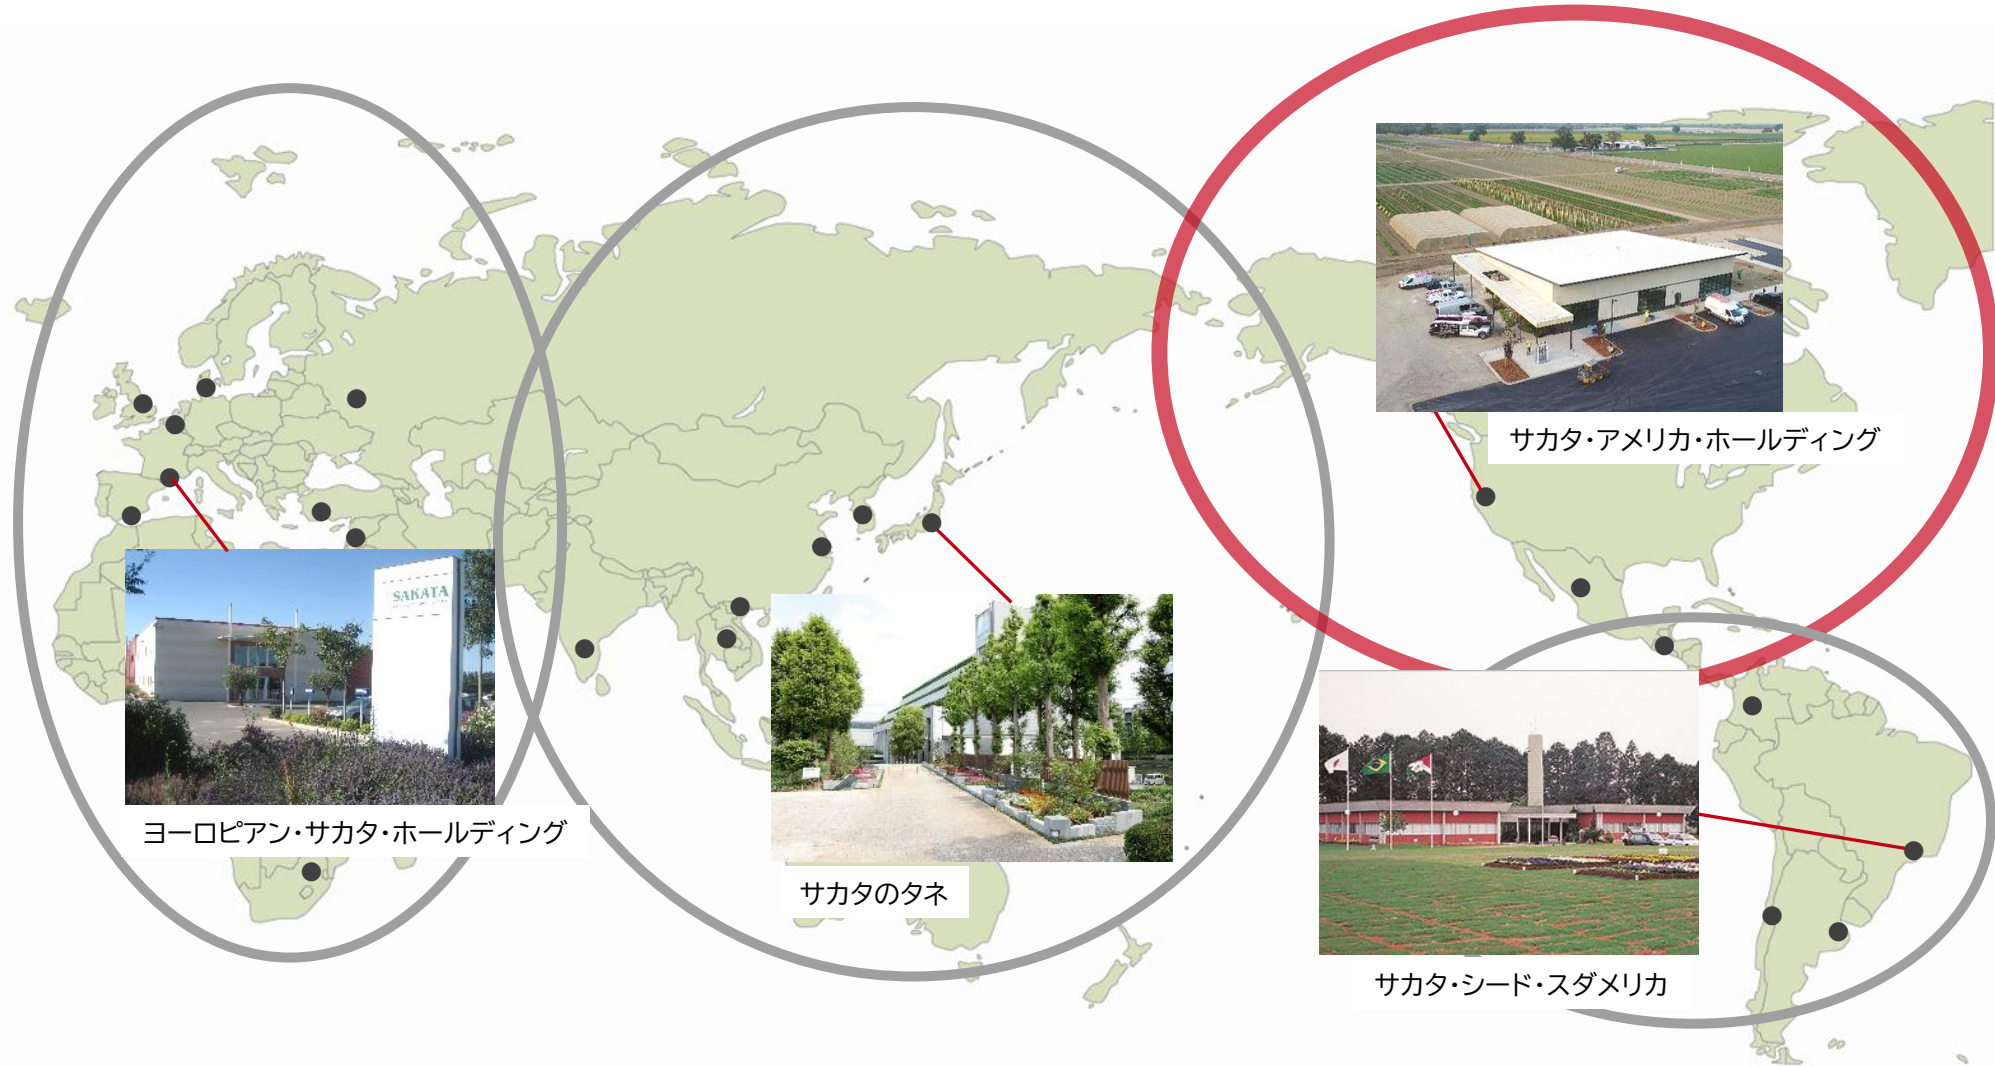 サカタ・アメリカ・ホールディング
SAKATA
ヨーロピアン・サカタ・ホールディング
サカタのタネ
サカタ・シード・スダメリカ